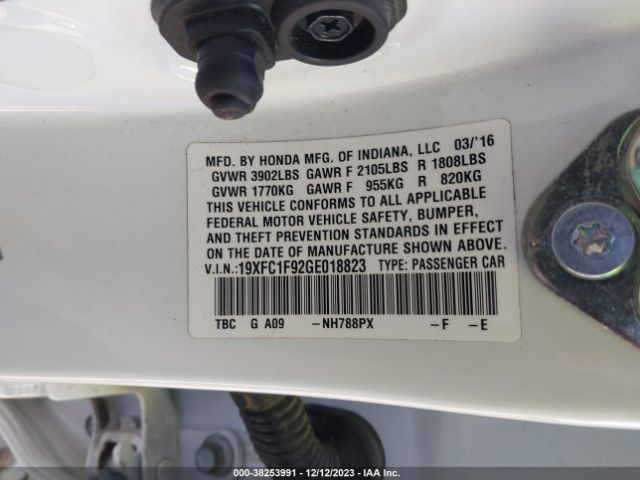 MFD. BY HONDA MFG. OF INDIANA, LLC 03/'16
GVWR 3902LBS GAWR F 2105LBS R 1808LBS
GVWR 1770KG GAWR F 955KG R 820KG
THIS VEHICLE CONFORMS TO ALL APPLICABLE
FEDERAL MOTOR VEHICLE SAFETY, BUMPER,
AND THEFT PREVENTION STANDARDS IN EFFECT
ON THE DATE OF MANUFACTURE SHOWN ABOVE.
V.I.N.:19XFC1F92GE018823 TYPE: PASSENGER CAR
TBC G A09 –NH788PX –F –E
000-38253991 - 12/12/2023 - IAA Inc.